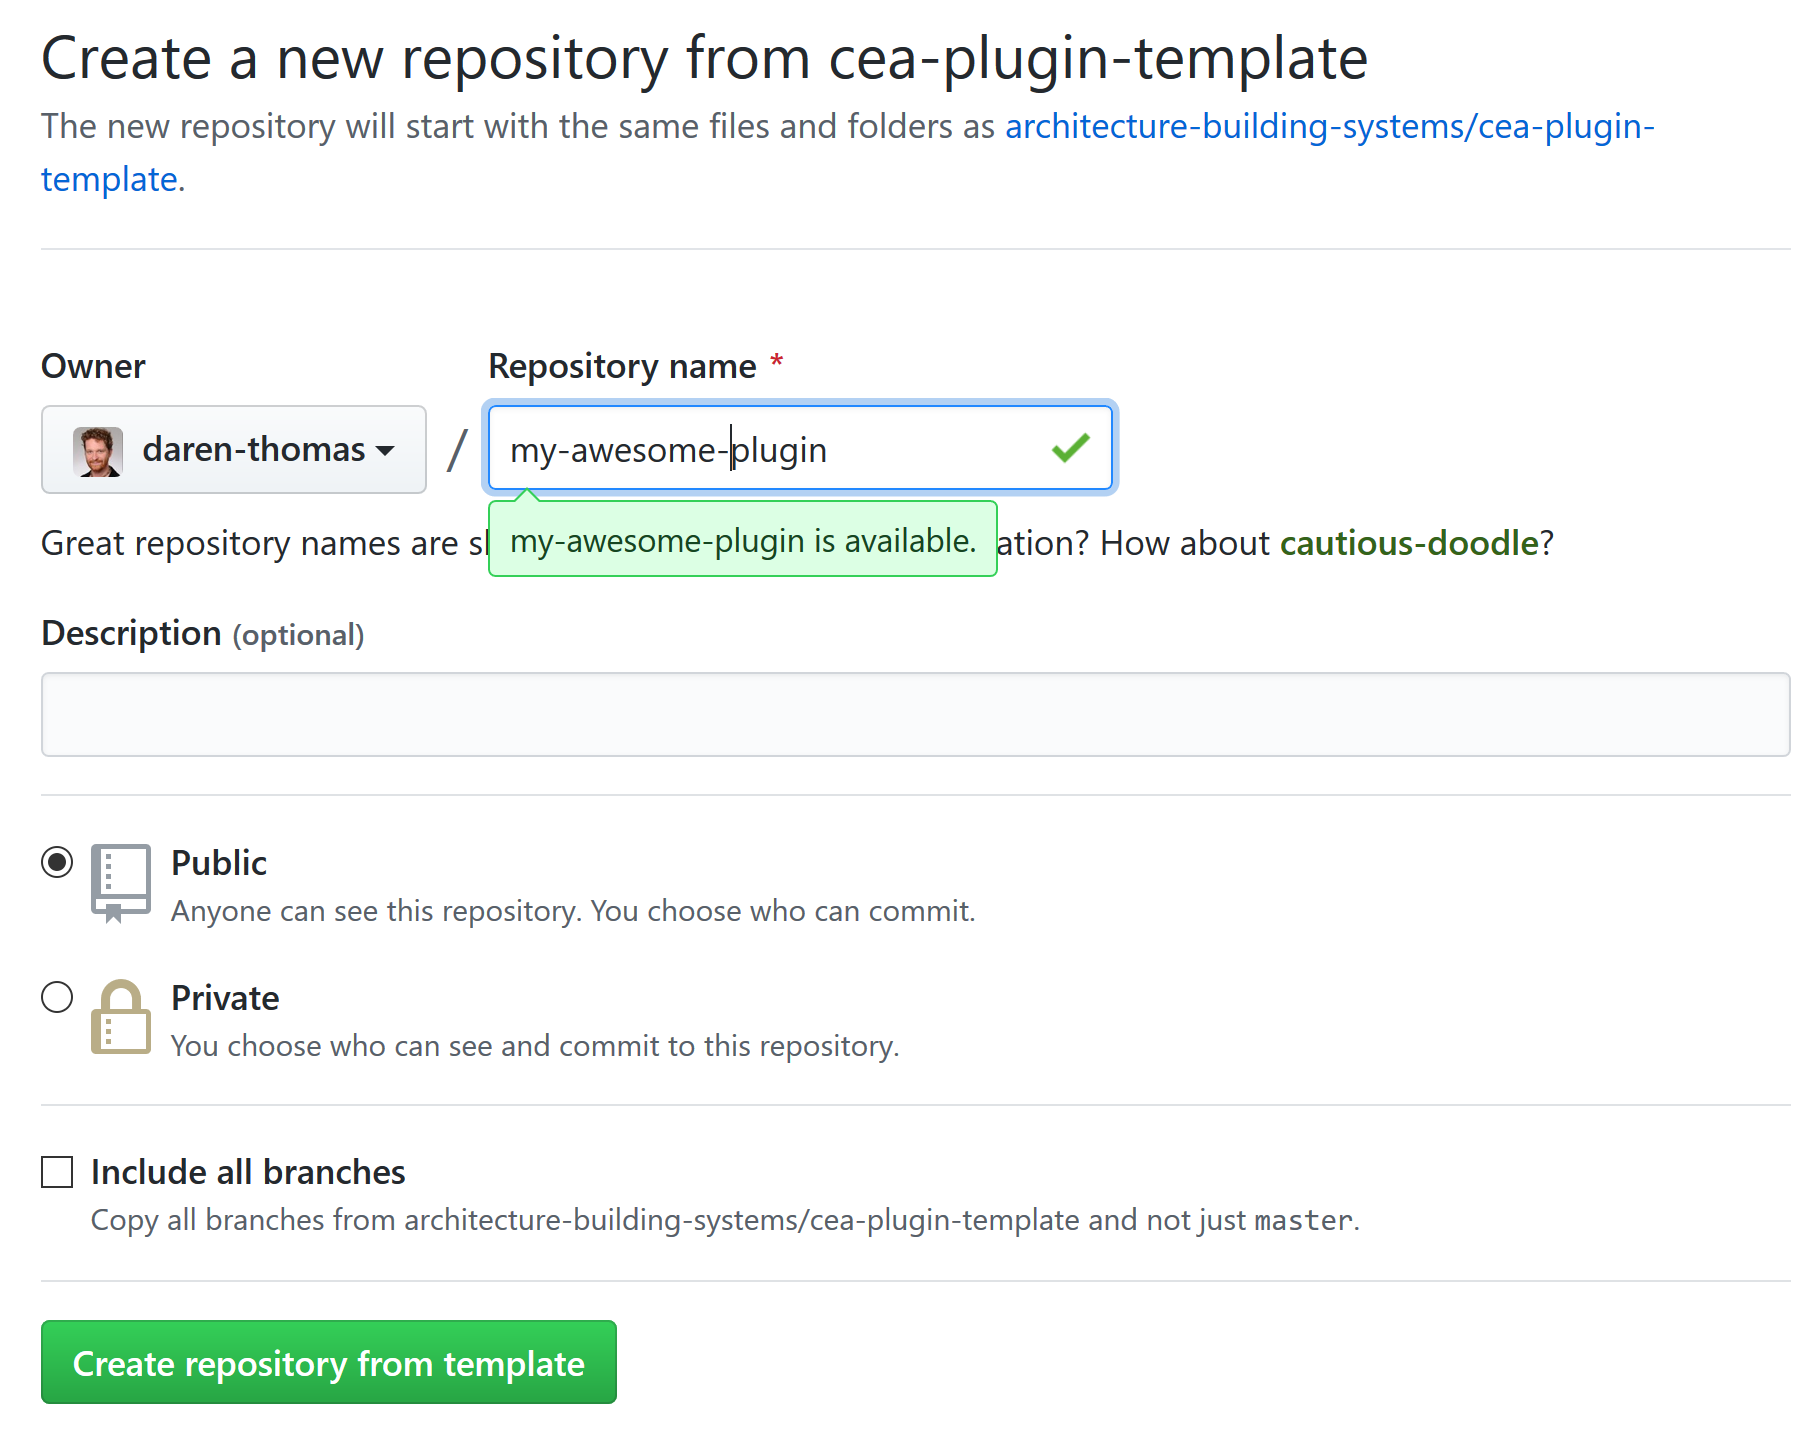 Create a new repository from cea-plugin-template
The new repository will start with the same files and folders as architecture-building-systems/cea-plugin-
template.
Owner
Repository name *
daren-thomas / my-awesome-plugin
Great repository names are my-awesome-plugin is available. How about cautious-doodle?
Description (optional)
Public
Anyone can see this repository. You choose who can commit.
Private
You choose who can see and commit to this repository.
Include all branches
Copy all branches from architecture-building-systems/cea-plugin-template and not just master.
Create repository from template